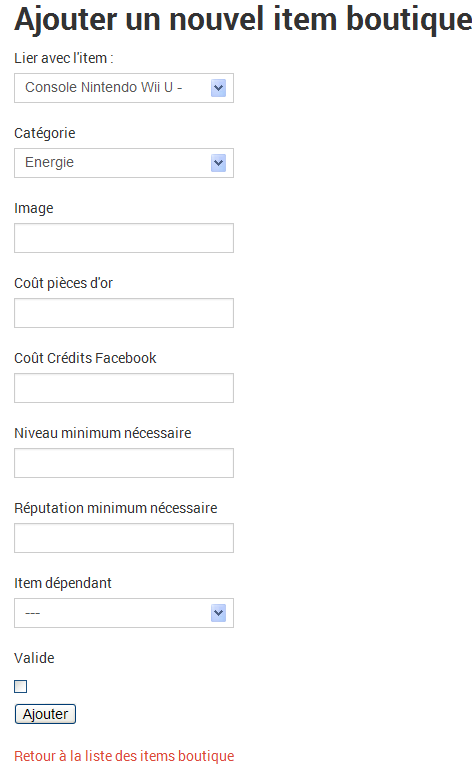 Ajouter un nouvel item boutique
Lier avec l'item :
Console Nintendo Wii U -
Catégorie
Energie
Image
Coût pièces d'or
Coût Crédits Facebook
Niveau minimum nécessaire
Réputation minimum nécessaire
Item dépendant
---
Valide
Ajouter
Retour à la liste des items boutique